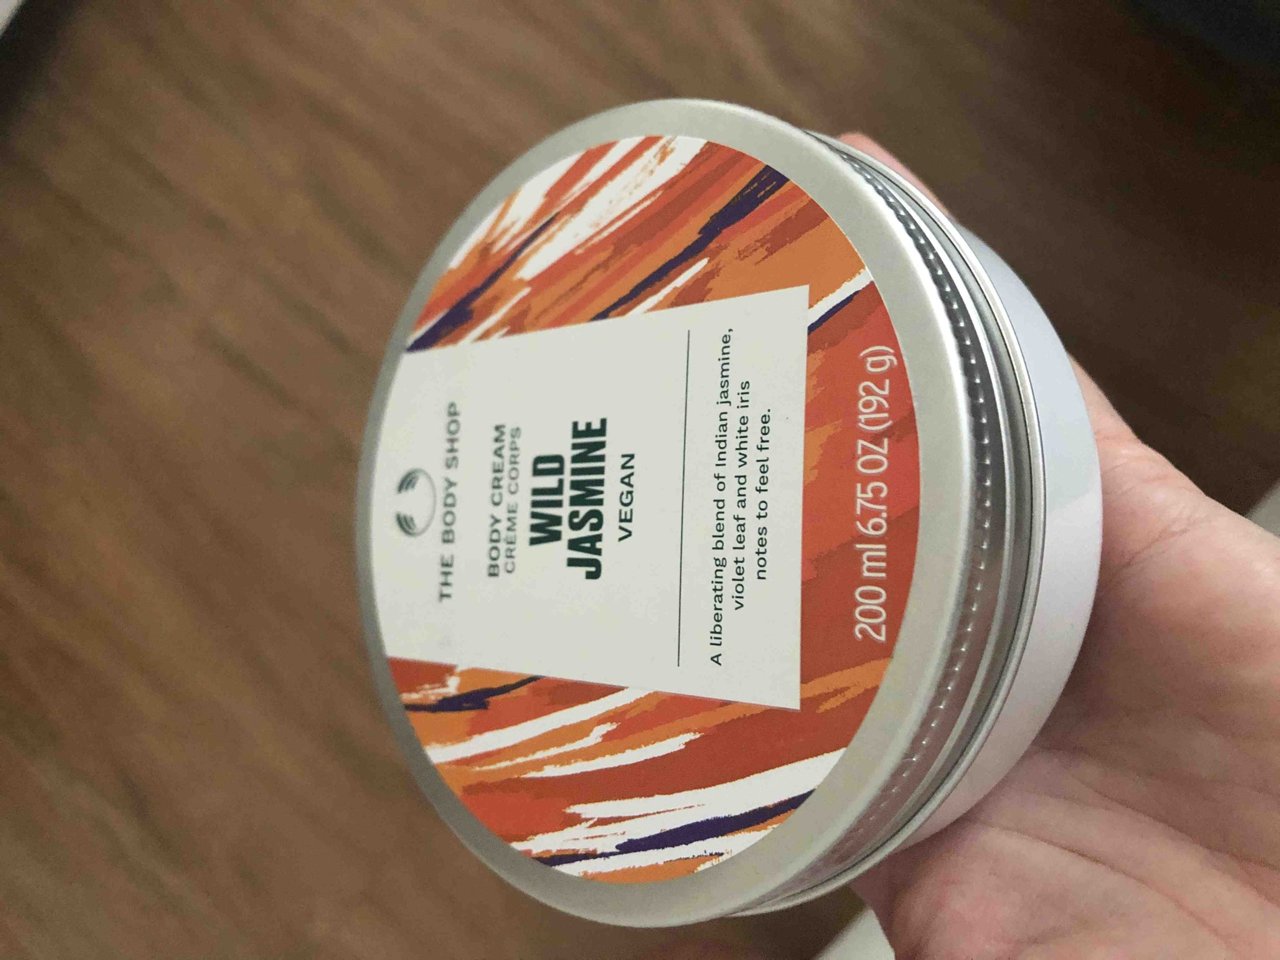 THE BODY SHOP
BODY CREAM
CRÈME CORPS
WILD
JASMINE
VEGAN
A liberating blend of Indian jasmine,
violet leaf and white iris
notes to feel free.
200 ml 6.75 OZ (192 g)